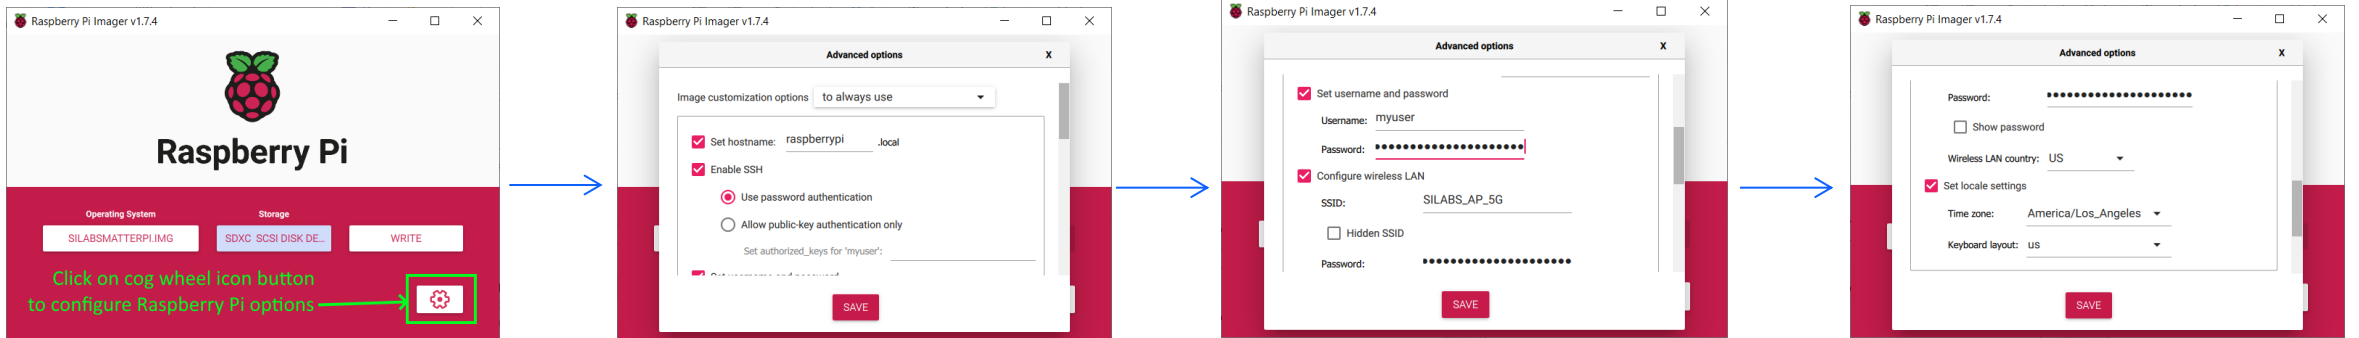 Raspberry Pi Imager v1.7.4
Raspberry Pi
Operating System
Storage
SILABSMATTERPI.IMG
SDXC SCSI DISK DE...
WRITE
Click on cog wheel icon button
to configure Raspberry Pi options
Raspberry Pi Imager v1.7.4
Advanced options
X
Image customization options to always use
Set hostname: raspberrypi .local
Enable SSH
Use password authentication
Allow public-key authentication only
Set authorized_keys for 'myuser':
Set username and password
SAVE
Raspberry Pi Imager v1.7.4
Advanced options
X
Set username and password
Username: myuser
Password: ••••••••••••••••••••••
Configure wireless LAN
SSID: SILABS_AP_5G
Hidden SSID
Password: ••••••••••••••••••••••
SAVE
Raspberry Pi Imager v1.7.4
Advanced options
X
Password: ••••••••••••••••••••••
Show password
Wireless LAN country: US
Set locale settings
Time zone: America/Los_Angeles
Keyboard layout: us
SAVE